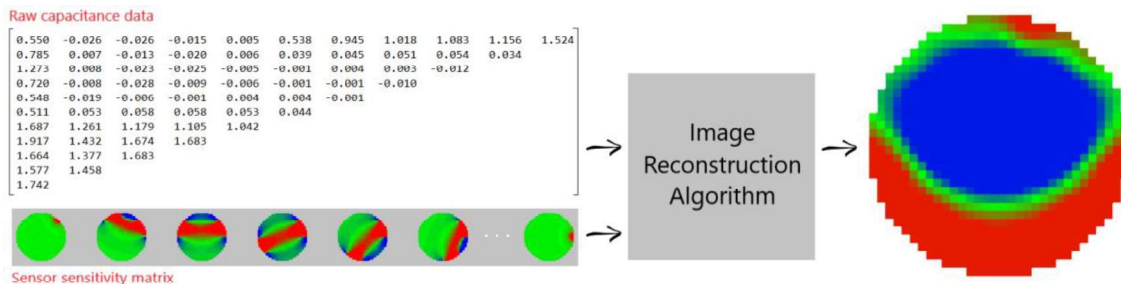 Raw capacitance data
0.550 -0.026 -0.026 -0.015 0.005 0.538 0.945 1.018 1.083 1.156 1.524
0.785 0.007 -0.013 -0.020 0.006 0.039 0.045 0.051 0.054 0.034
1.273 0.008 -0.023 -0.025 -0.005 -0.001 0.004 0.003 -0.012
0.720 -0.008 -0.028 -0.009 -0.006 -0.001 -0.001 -0.010
0.548 -0.019 -0.006 -0.001 0.004 0.004 -0.001
0.511 0.053 0.058 0.058 0.053 0.044
1.687 1.261 1.179 1.105 1.042
1.917 1.432 1.674 1.683
1.664 1.377 1.683
1.577 1.458
1.742
Image
Reconstruction
Algorithm
Sensor sensitivity matrix